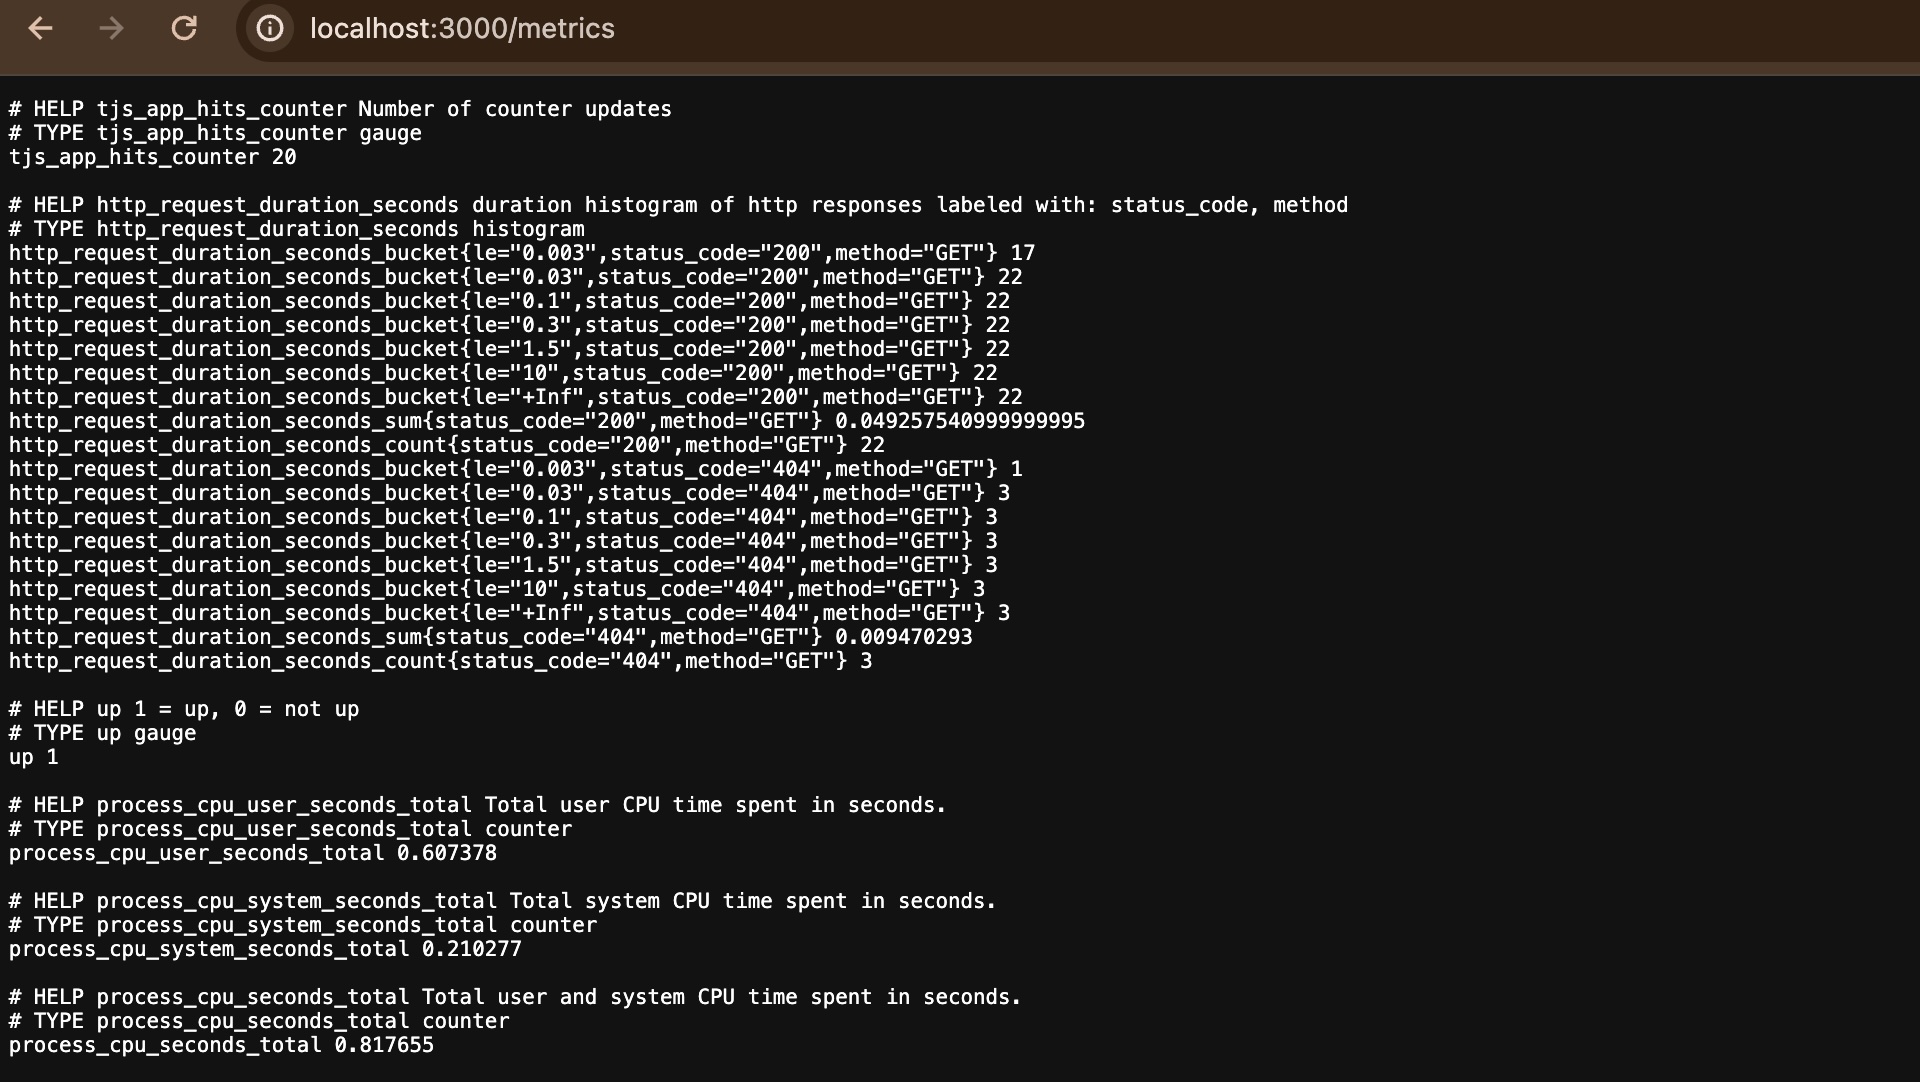 localhost:3000/metrics
# HELP tjs_app_hits_counter Number of counter updates
# TYPE tjs_app_hits_counter gauge
tjs_app_hits_counter 20
# HELP http_request_duration_seconds duration histogram of http responses labeled with: status_code, method
# TYPE http_request_duration_seconds histogram
http_request_duration_seconds_bucket{le="0.003",status_code="200",method="GET"} 17
http_request_duration_seconds_bucket{le="0.03",status_code="200",method="GET"} 22
http_request_duration_seconds_bucket{le="0.1",status_code="200",method="GET"} 22
http_request_duration_seconds_bucket{le="0.3",status_code="200",method="GET"} 22
http_request_duration_seconds_bucket{le="1.5",status_code="200",method="GET"} 22
http_request_duration_seconds_bucket{le="10",status_code="200",method="GET"} 22
http_request_duration_seconds_bucket{le="+Inf",status_code="200",method="GET"} 22
http_request_duration_seconds_sum{status_code="200",method="GET"} 0.049257540999999995
http_request_duration_seconds_count{status_code="200",method="GET"} 22
http_request_duration_seconds_bucket{le="0.003",status_code="404",method="GET"} 1
http_request_duration_seconds_bucket{le="0.03",status_code="404",method="GET"} 3
http_request_duration_seconds_bucket{le="0.1",status_code="404",method="GET"} 3
http_request_duration_seconds_bucket{le="0.3",status_code="404",method="GET"} 3
http_request_duration_seconds_bucket{le="1.5",status_code="404",method="GET"} 3
http_request_duration_seconds_bucket{le="10",status_code="404",method="GET"} 3
http_request_duration_seconds_bucket{le="+Inf",status_code="404",method="GET"} 3
http_request_duration_seconds_sum{status_code="404",method="GET"} 0.009470293
http_request_duration_seconds_count{status_code="404",method="GET"} 3
# HELP up 1 = up, 0 = not up
# TYPE up gauge
up 1
# HELP process_cpu_user_seconds_total Total user CPU time spent in seconds.
# TYPE process_cpu_user_seconds_total counter
process_cpu_user_seconds_total 0.607378
# HELP process_cpu_system_seconds_total Total system CPU time spent in seconds.
# TYPE process_cpu_system_seconds_total counter
process_cpu_system_seconds_total 0.210277
# HELP process_cpu_seconds_total Total user and system CPU time spent in seconds.
# TYPE process_cpu_seconds_total counter
process_cpu_seconds_total 0.817655